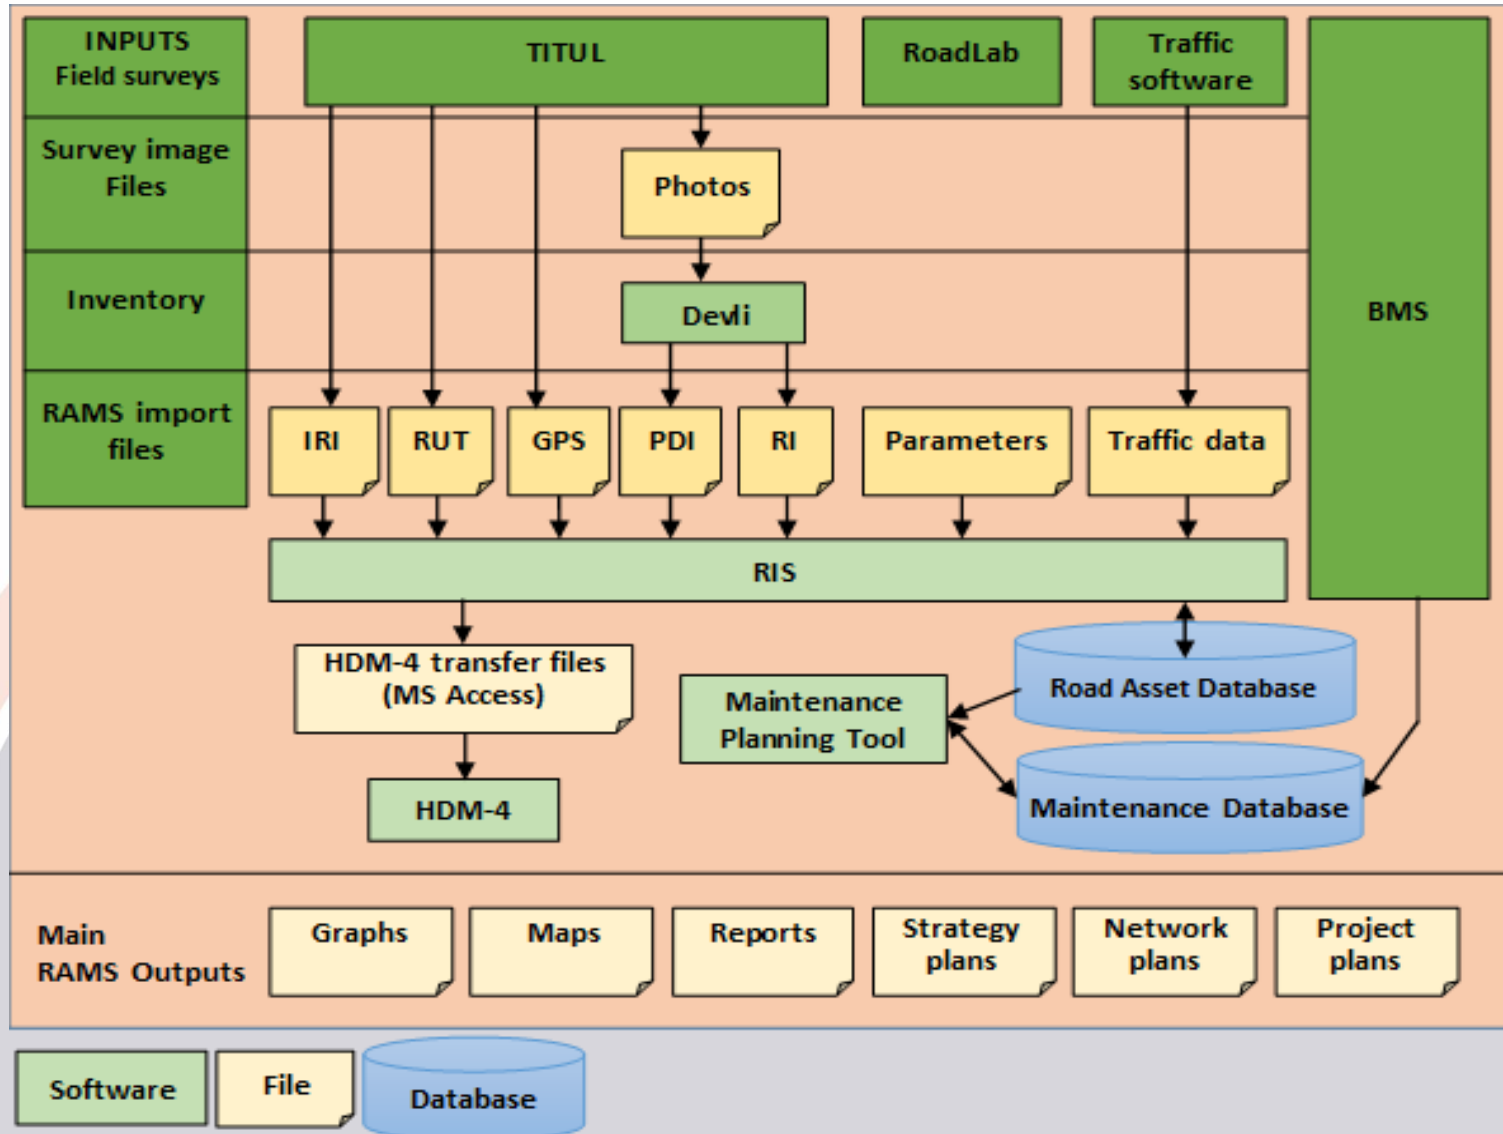 INPUTS
Field surveys
TITUL
RoadLab
Traffic
software
Survey image
Files
Photos
BMS
Inventory
Devli
RAMS import
files
IRI
RUT
GPS
PDI
RI
Parameters
Traffic data
RIS
HDM-4 transfer files
(MS Access)
Maintenance
Planning Tool
Road Asset Database
HDM-4
Maintenance Database
Main
RAMS Outputs
Graphs
Maps
Reports
Strategy
plans
Network
plans
Project
plans
Software
File
Database